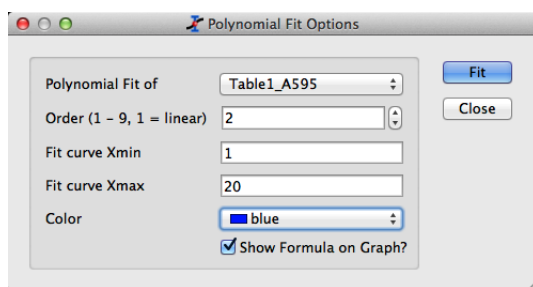 Polynomial Fit Options
Polynomial Fit of Table1_A595 Fit
Order (1 – 9, 1 = linear) 2 Close
Fit curve Xmin 1
Fit curve Xmax 20
Color blue
Show Formula on Graph?